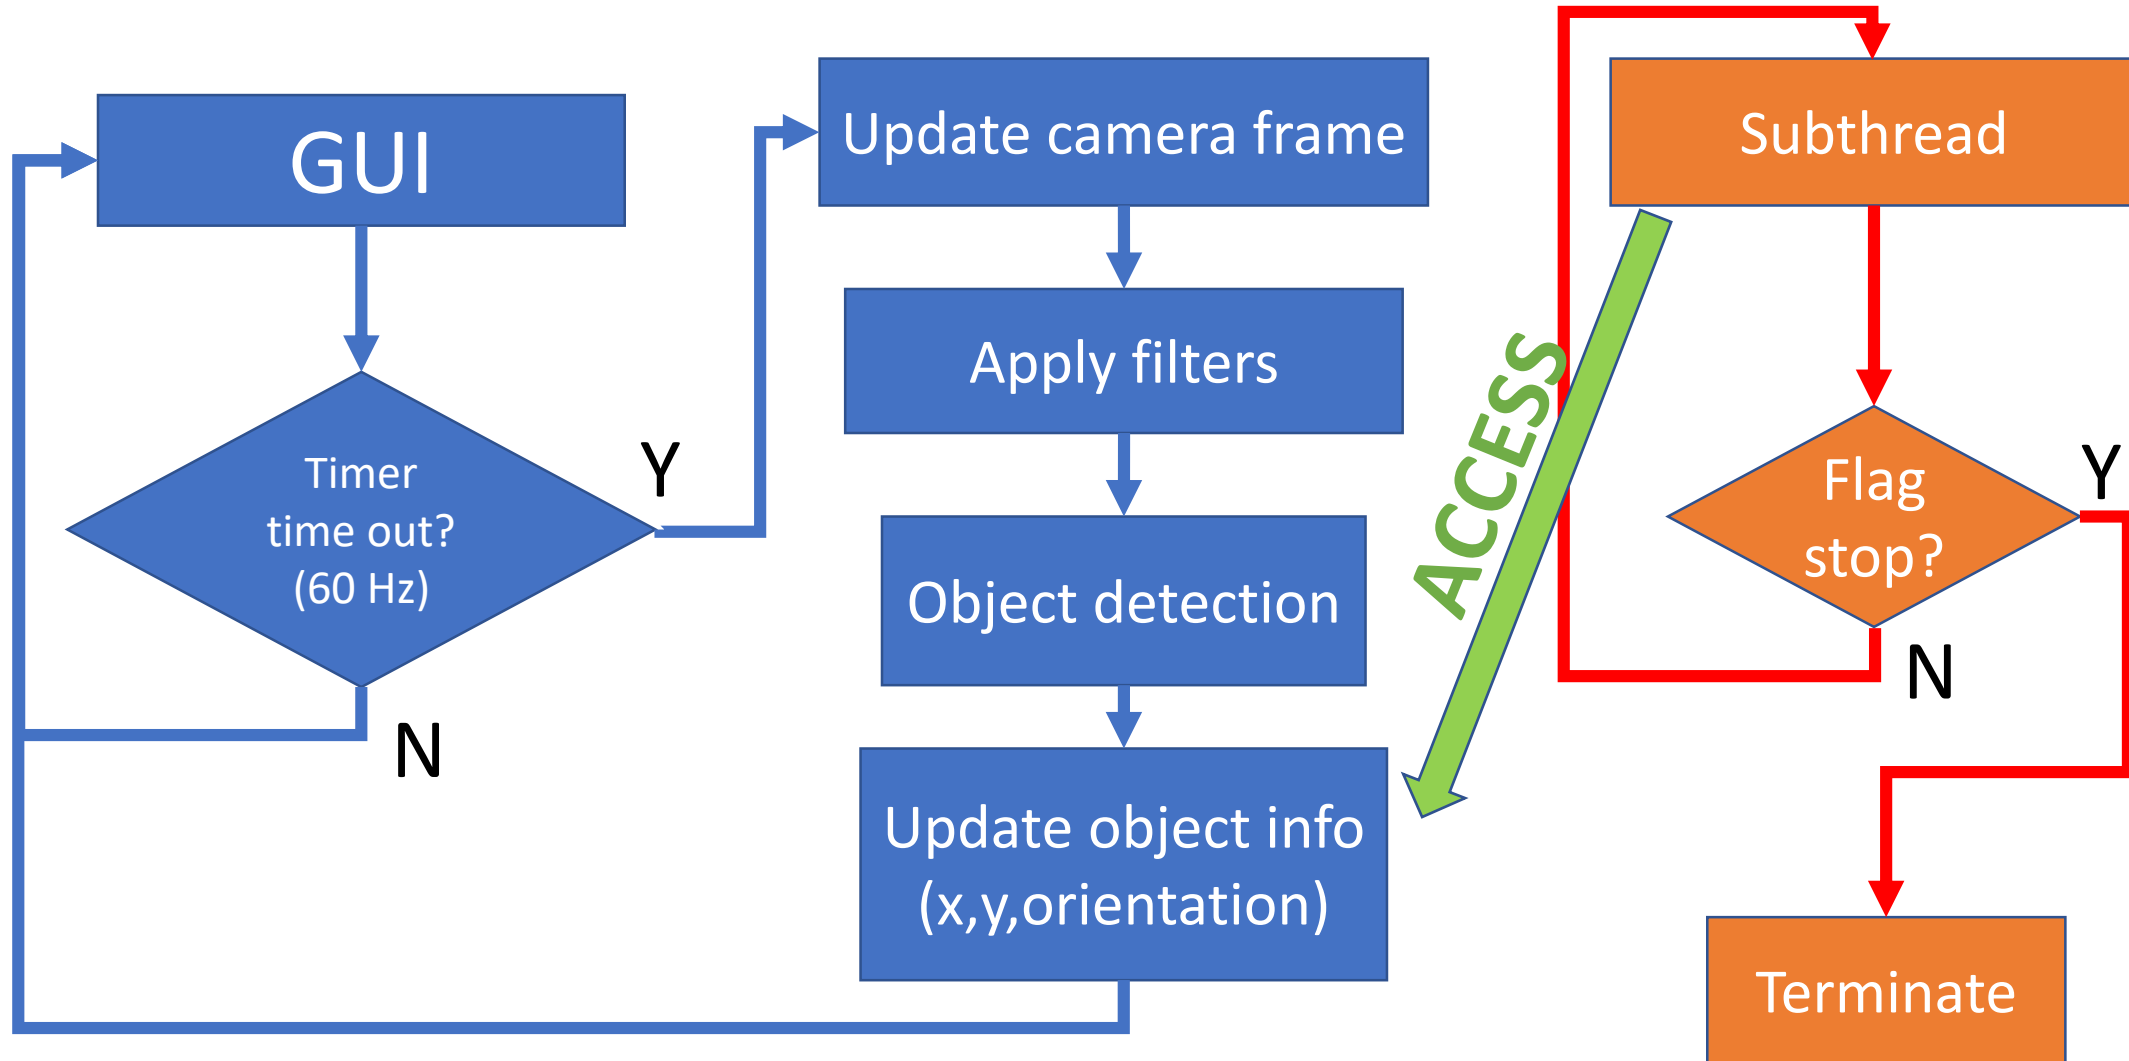 GUI
Timer
time out?
(60 Hz)
Y
N
Update camera frame
Apply filters
Object detection
Update object info
(x,y,orientation)
ACCESS
Subthread
Flag
stop?
Y
N
Terminate